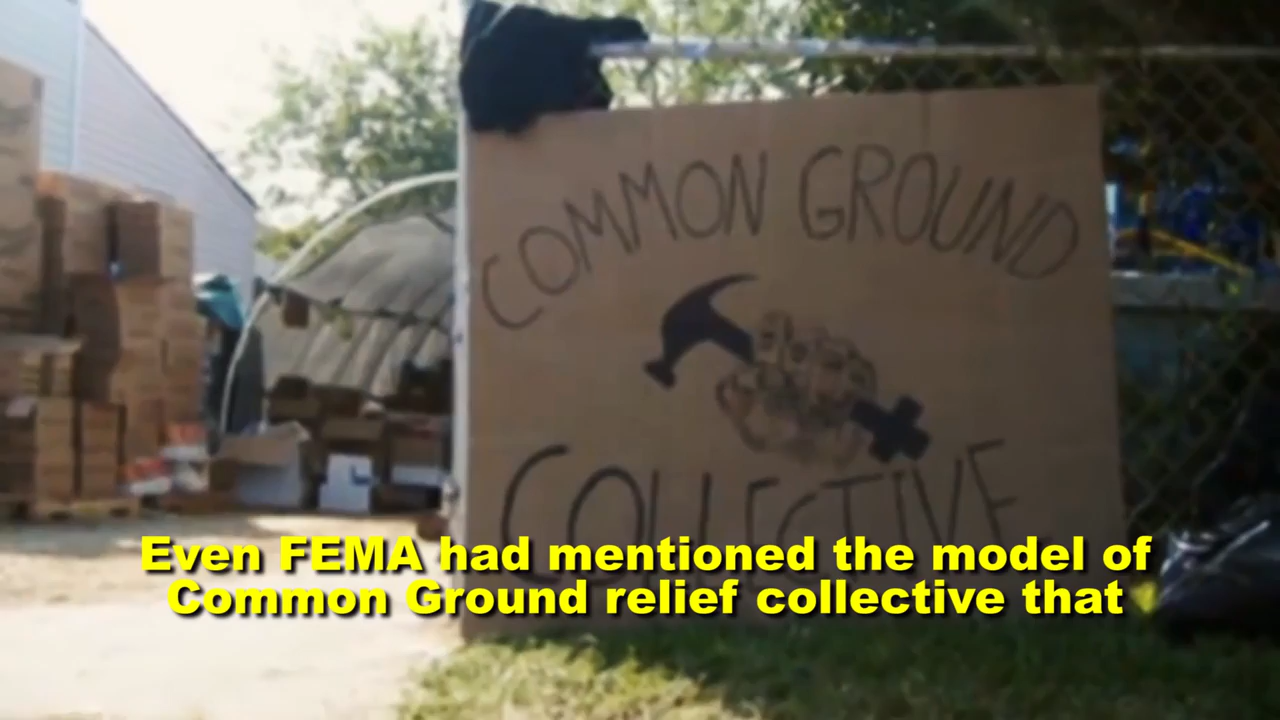 COMMON GROUND
COLLECTIVE
Even FEMA had mentioned the model of
Common Ground relief collective that